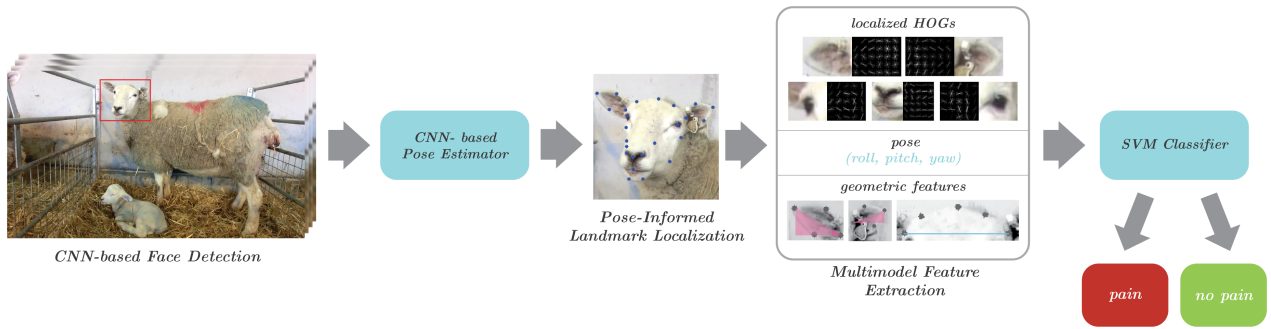 CNN-based Face Detection
CNN- based
Pose Estimator
Pose-Informed
Landmark Localization
localized HOGs
pose
(roll, pitch, yaw)
geometric features
Multimodel Feature
Extraction
SVM Classifier
pain
no pain